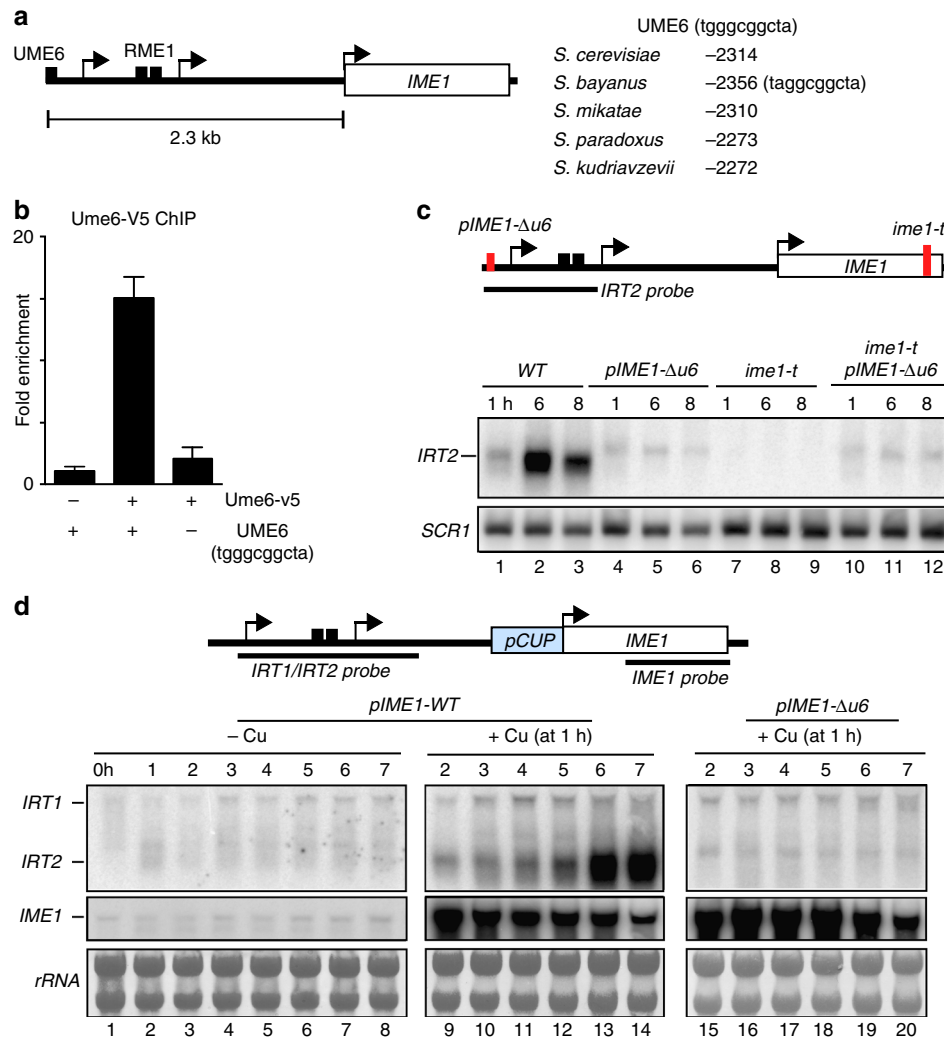 a
UME6 RME1
IME1
2.3 kb
UME6 (tgggcggcta)
S. cerevisiae –2314
S. bayanus –2356 (taggcggcta)
S. mikatae –2310
S. paradoxus –2273
S. kudriavzevii –2272
b
Ume6-V5 ChIP
Fold enrichment
20
0
– + + Ume6-v5
+ + – UME6
(tgggcggcta)
c
pIME1-Δu6 ime1-t
IME1
IRT2 probe
WT pIME1-Δu6 ime1-t ime1-t pIME1-Δu6
1 h 6 8 1 6 8 1 6 8 1 6 8
IRT2
SCR1
1 2 3 4 5 6 7 8 9 10 11 12
d
pCUP IME1
IRT1/IRT2 probe IME1 probe
pIME1-WT pIME1-Δu6
– Cu + Cu (at 1 h) + Cu (at 1 h)
0h 1 2 3 4 5 6 7 2 3 4 5 6 7 2 3 4 5 6 7
IRT1
IRT2
IME1
rRNA
1 2 3 4 5 6 7 8 9 10 11 12 13 14 15 16 17 18 19 20